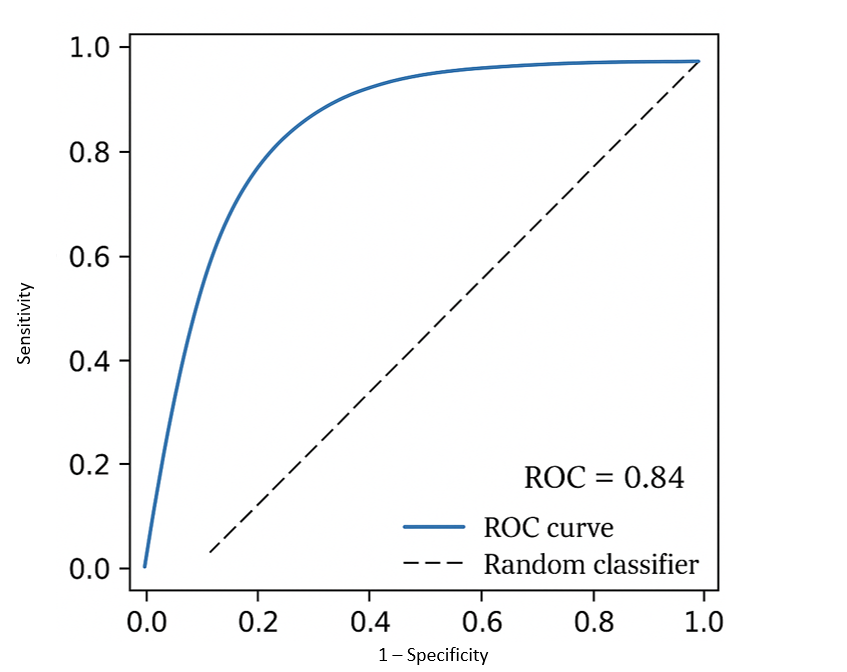 1.0
0.8
0.6
0.4
0.2
0.0
Sensitivity
ROC = 0.84
ROC curve
Random classifier
0.0 0.2 0.4 0.6 0.8 1.0
1 – Specificity